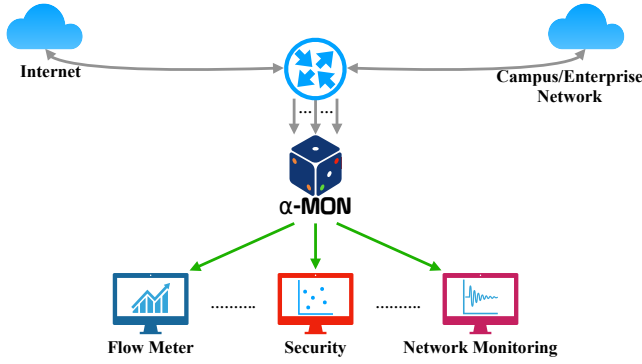 Internet
Campus/Enterprise
Network
... ...
α-MON
.......... ..........
Flow Meter
Security
Network Monitoring